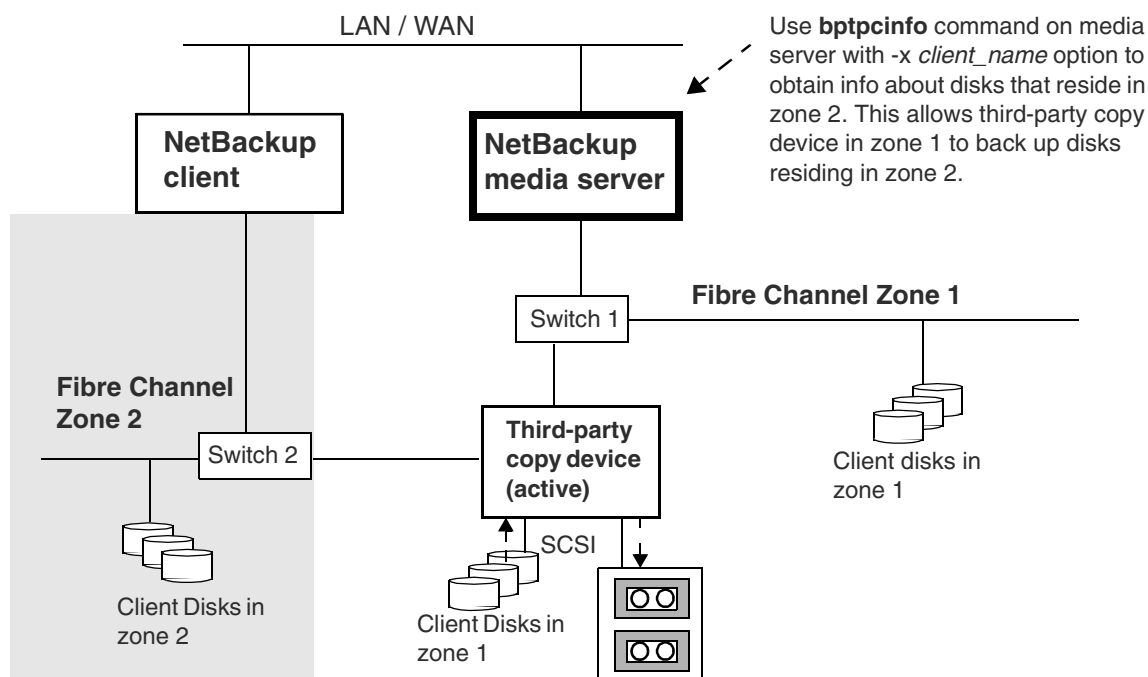 LAN / WAN
Use bptpcinfo command on media
server with -x client_name option to
obtain info about disks that reside in
zone 2. This allows third-party copy
device in zone 1 to back up disks
residing in zone 2.
NetBackup
client
NetBackup
media server
Fibre Channel Zone 1
Switch 1
Fibre Channel
Zone 2
Switch 2
Third-party
copy device
(active)
Client disks in
zone 1
SCSI
Client Disks in
zone 2
Client Disks in
zone 1